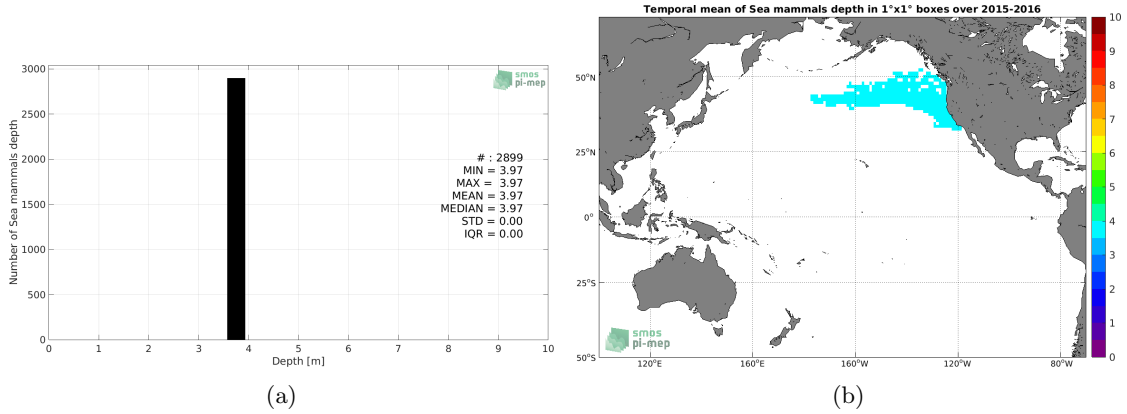 3000
2500
2000
1500
1000
500
0
Number of Sea mammals depth
smos
pi-mep
# : 2899
MIN = 3.97
MAX = 3.97
MEAN = 3.97
MEDIAN = 3.97
STD = 0.00
IQR = 0.00
0 1 2 3 4 5 6 7 8 9 10
Depth [m]
(a)
Temporal mean of Sea mammals depth in 1°x1° boxes over 2015-2016
50°N
25°N
0°
25°S
50°S
smos
pi-mep
120°E 160°E 160°W 120°W 80°W
10
9
8
7
6
5
4
3
2
1
0
(b)